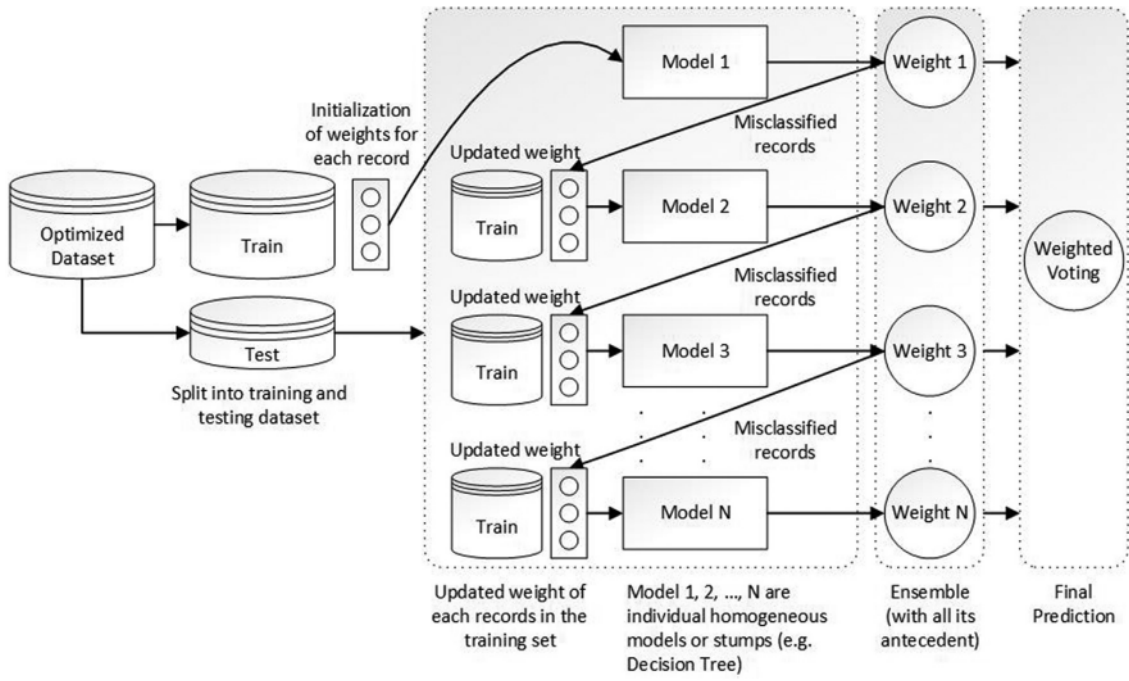 Initialization
of weights for
each record
Optimized
Dataset
Train
Test
Split into training and
testing dataset
Model 1
Weight 1
Misclassified
records
Updated weight
Train
Model 2
Weight 2
Misclassified
records
Updated weight
Train
Model 3
Weight 3
Misclassified
records
Updated weight
Train
Model N
Weight N
Weighted
Voting
Updated weight of
each records in the
training set
Model 1, 2, ..., N are
individual homogeneous
models or stumps (e.g.
Decision Tree)
Ensemble
(with all its
antecedent)
Final
Prediction